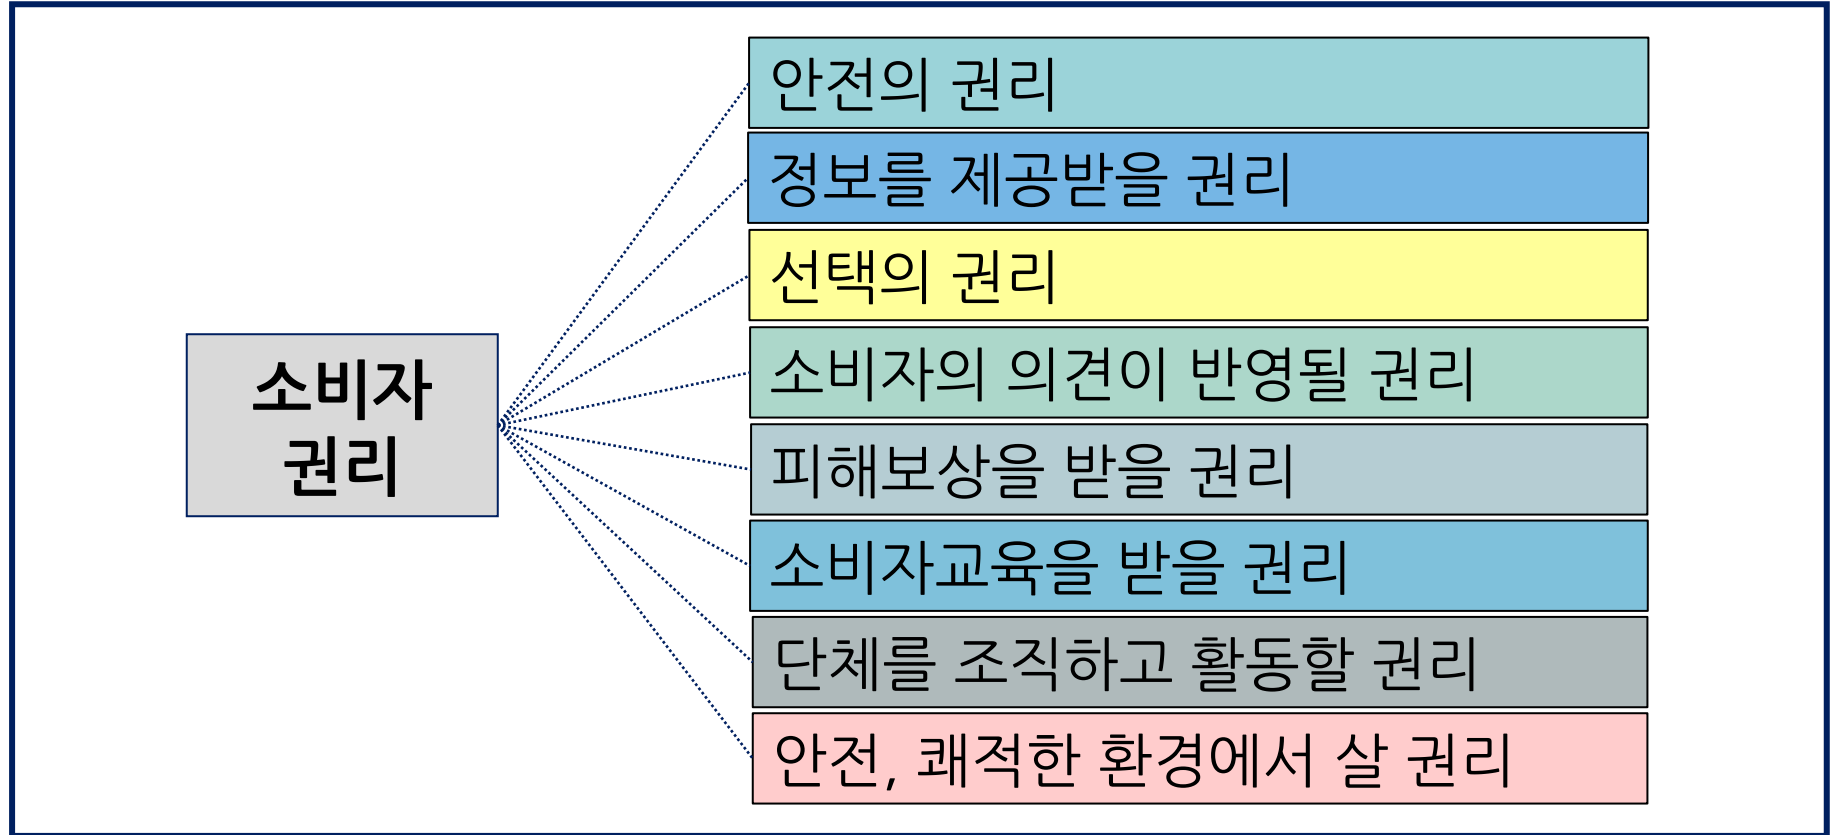 소비자
권리
안전의 권리
정보를 제공받을 권리
선택의 권리
소비자의 의견이 반영될 권리
피해보상을 받을 권리
소비자교육을 받을 권리
단체를 조직하고 활동할 권리
안전, 쾌적한 환경에서 살 권리